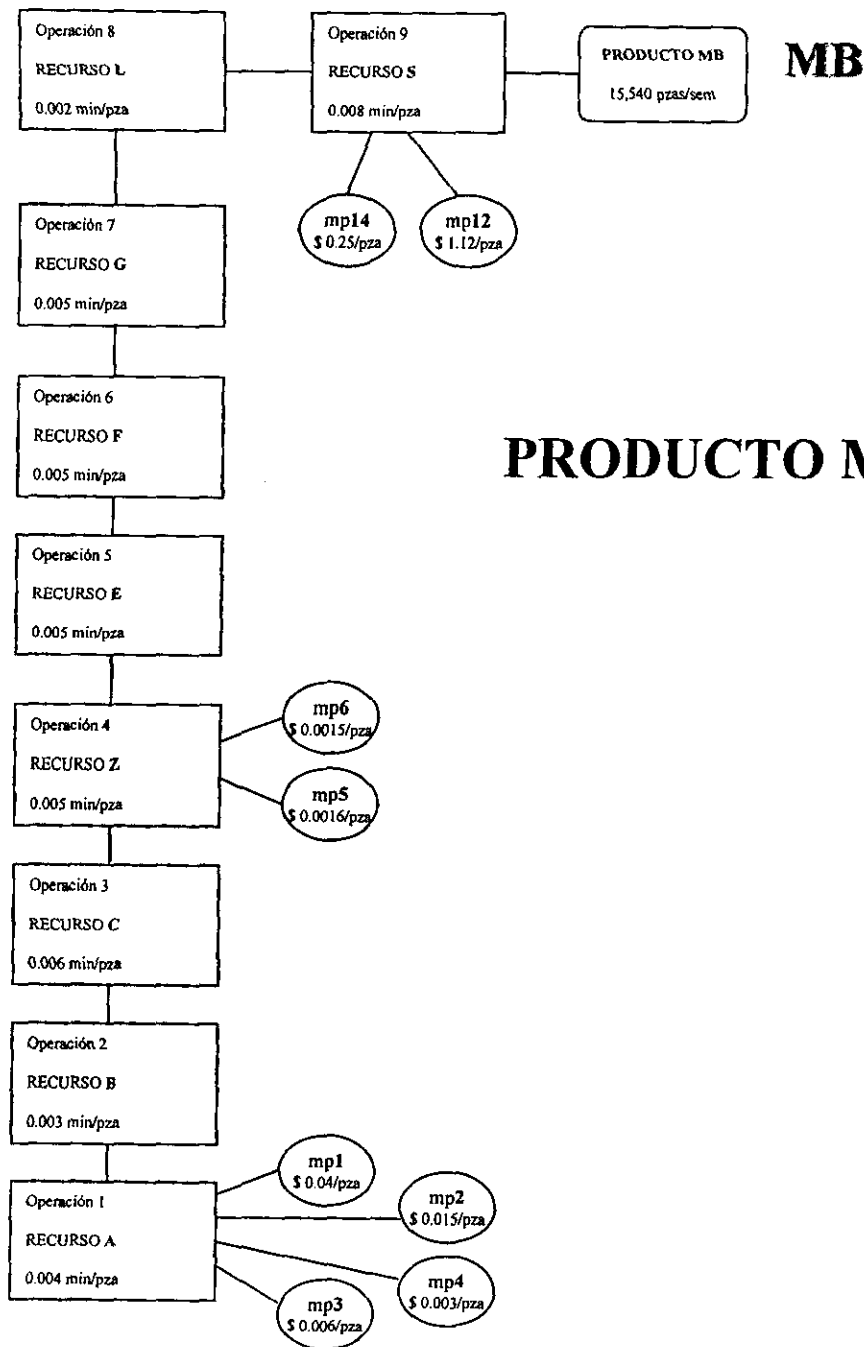 Operación 8
RECURSO L
0.002 min/pza
Operación 9
RECURSO S
0.008 min/pza
PRODUCTO MB
15,540 pzas/sem
MB
mp14
$ 0.25/pza
mp12
$ 1.12/pza
Operación 7
RECURSO G
0.005 min/pza
Operación 6
RECURSO F
0.005 min/pza
PRODUCTO M
Operación 5
RECURSO E
0.005 min/pza
Operación 4
RECURSO Z
0.005 min/pza
mp6
$ 0.0015/pza
mp5
$ 0.0016/pza
Operación 3
RECURSO C
0.006 min/pza
Operación 2
RECURSO B
0.003 min/pza
Operación 1
RECURSO A
0.004 min/pza
mp1
$ 0.04/pza
mp2
$ 0.015/pza
mp4
$ 0.003/pza
mp3
$ 0.006/pza